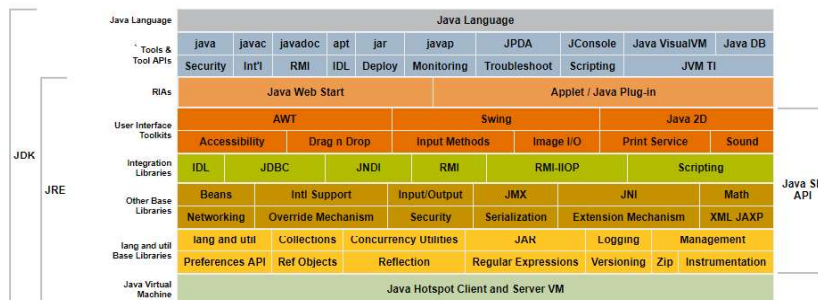 Java Language Java Language
` Tools & Tool APIs
java javac javadoc apt jar javap JPDA JConsole Java VisualVM Java DB
Security Int'l RMI IDL Deploy Monitoring Troubleshoot Scripting JVM TI
RIAs Java Web Start Applet / Java Plug-in
User Interface Toolkits
AWT Swing Java 2D
Accessibility Drag n Drop Input Methods Image I/O Print Service Sound
Integration Libraries
IDL JDBC JNDI RMI RMI-IIOP Scripting
Other Base Libraries
Beans Intl Support Input/Output JMX JNI Math
Networking Override Mechanism Security Serialization Extension Mechanism XML JAXP
lang and util Base Libraries
lang and util Collections Concurrency Utilities JAR Logging Management
Preferences API Ref Objects Reflection Regular Expressions Versioning Zip Instrumentation
Java Virtual Machine
Java Hotspot Client and Server VM
JDK
JRE
Java S
API